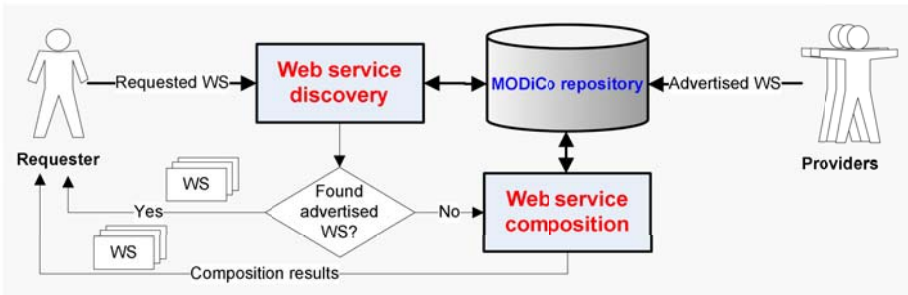 Requested WS
Web service
discovery
MODiCo repository
Advertised WS
Requester
Providers
WS
Found
advertised
WS?
Yes
No
Web service
composition
WS
Composition results